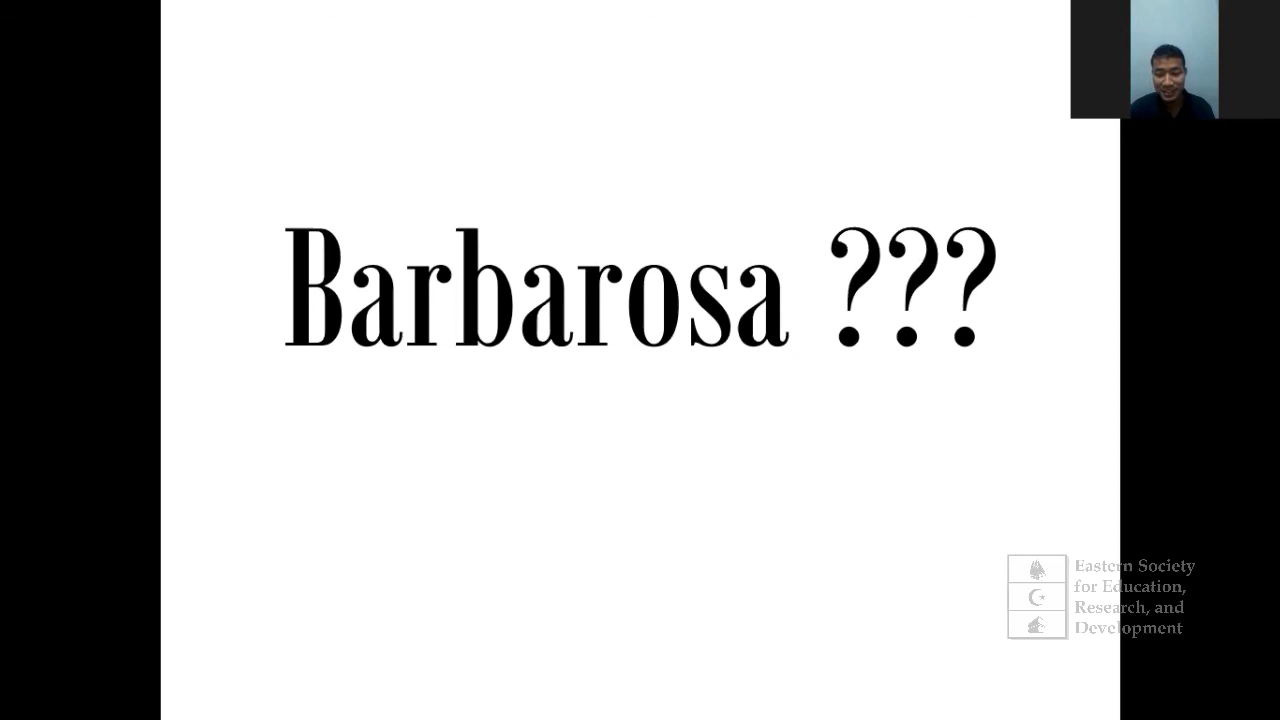 Barbarosa ???
Eastern Society
for Education,
Research, and
Development